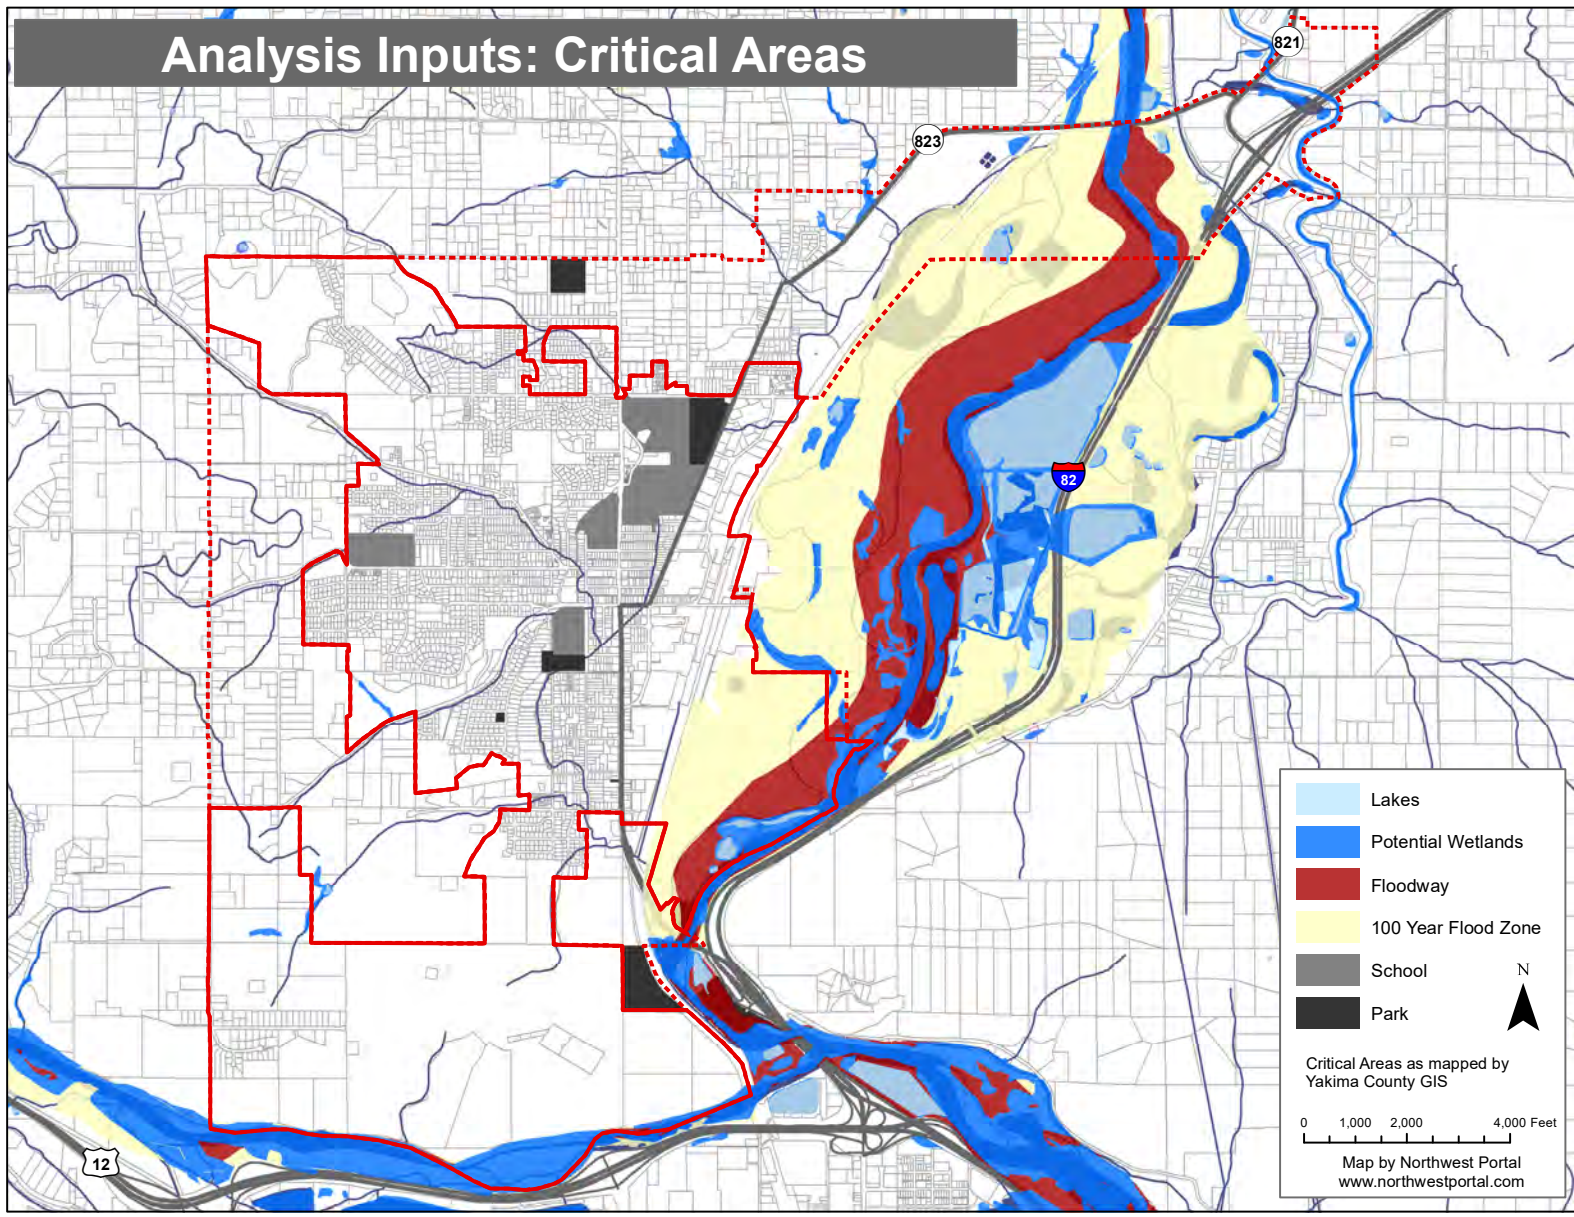 Analysis Inputs: Critical Areas
821
823
82
12
Lakes
Potential Wetlands
Floodway
100 Year Flood Zone
School
Park
N
Critical Areas as mapped by
Yakima County GIS
0 1,000 2,000 4,000 Feet
Map by Northwest Portal
www.northwestportal.com